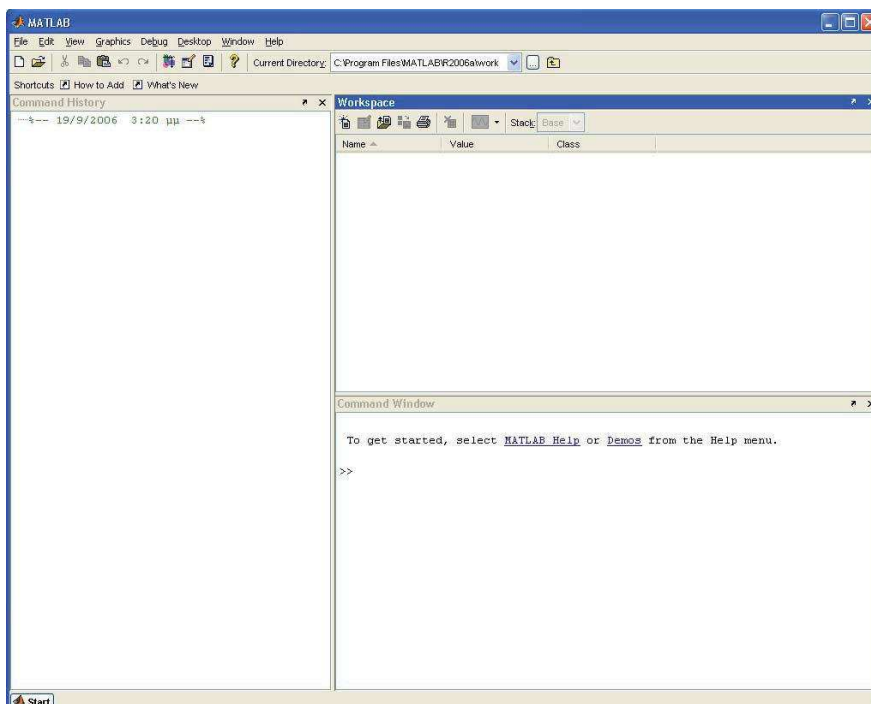 MATLAB
File Edit View Graphics Debug Desktop Window Help
Current Directory: C:\Program Files\MATLAB\R2006a\work ...
Shortcuts How to Add What's New
Command History
%-- 19/9/2006 3:20 μμ --%
Workspace
Stack: Base
Name Value Class
Command Window
To get started, select MATLAB Help or Demos from the Help menu.
>>
Start